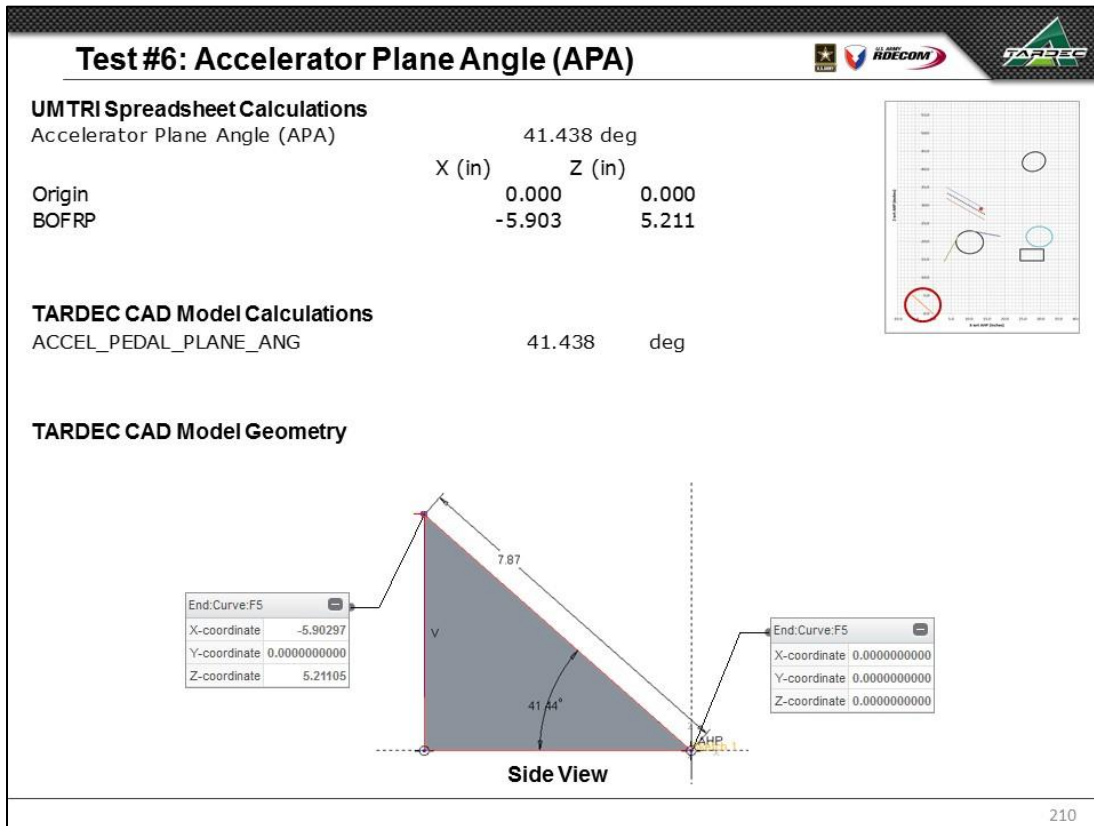 Test #6: Accelerator Plane Angle (APA)
U.S. ARMY
RDECOM
TARDEC
UMTRI Spreadsheet Calculations
Accelerator Plane Angle (APA) 41.438 deg
X (in) Z (in)
Origin 0.000 0.000
BOFRP -5.903 5.211
TARDEC CAD Model Calculations
ACCEL_PEDAL_PLANE_ANG 41.438 deg
TARDEC CAD Model Geometry
7.87
End:Curve:F5
X-coordinate -5.90297
Y-coordinate 0.0000000000
Z-coordinate 5.21105
V
41.44°
End:Curve:F5
X-coordinate 0.0000000000
Y-coordinate 0.0000000000
Z-coordinate 0.0000000000
AHP
Side View
210